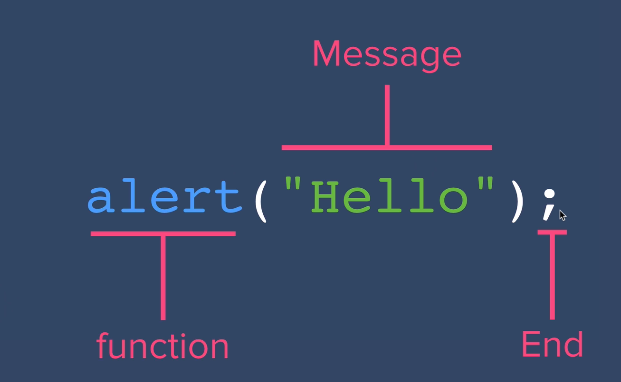 Message
alert("Hello");
function
End